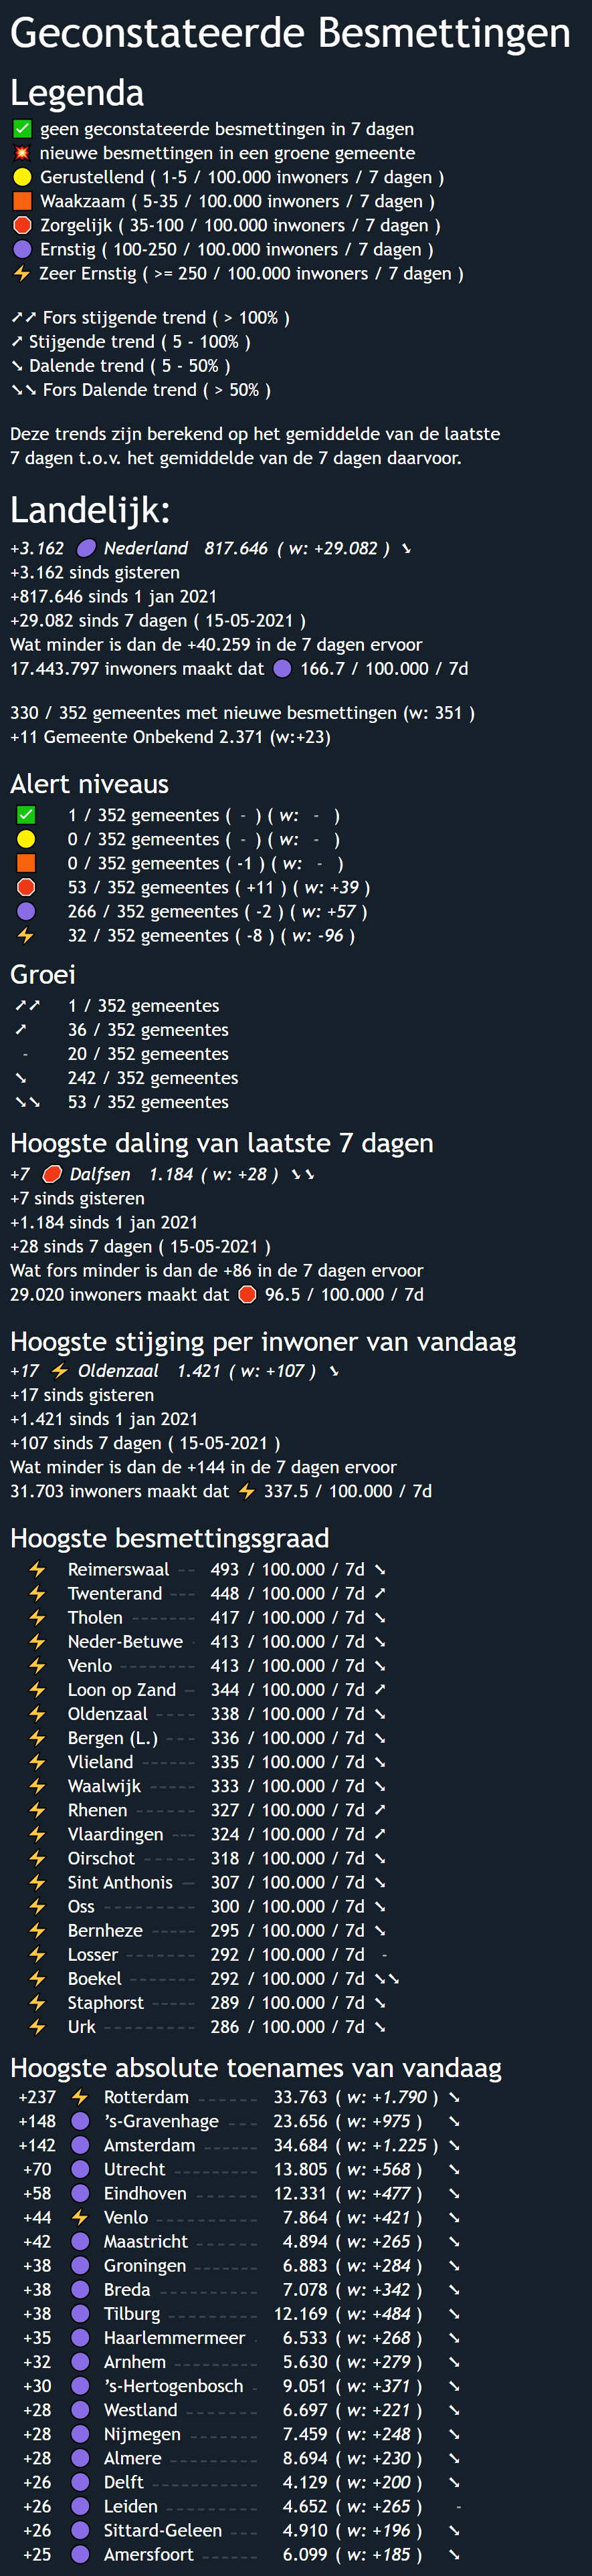 Geconstateerde Besmettingen
Legenda
✅ geen geconstateerde besmettingen in 7 dagen
💥 nieuwe besmettingen in een groene gemeente
🟡 Gerustellend ( 1-5 / 100.000 inwoners / 7 dagen )
🟧 Waakzaam ( 5-35 / 100.000 inwoners / 7 dagen )
🛑 Zorgelijk ( 35-100 / 100.000 inwoners / 7 dagen )
🟣 Ernstig ( 100-250 / 100.000 inwoners / 7 dagen )
⚡ Zeer Ernstig ( >= 250 / 100.000 inwoners / 7 dagen )
➚➚ Fors stijgende trend ( > 100% )
➚ Stijgende trend ( 5 - 100% )
➘ Dalende trend ( 5 - 50% )
➘➘ Fors Dalende trend ( > 50% )
Deze trends zijn berekend op het gemiddelde van de laatste
7 dagen t.o.v. het gemiddelde van de 7 dagen daarvoor.
Landelijk:
+3.162 🟣 Nederland 817.646 ( w: +29.082 ) ➘
+3.162 sinds gisteren
+817.646 sinds 1 jan 2021
+29.082 sinds 7 dagen ( 15-05-2021 )
Wat minder is dan de +40.259 in de 7 dagen ervoor
17.443.797 inwoners maakt dat 🟣 166.7 / 100.000 / 7d
330 / 352 gemeentes met nieuwe besmettingen (w: 351 )
+11 Gemeente Onbekend 2.371 (w:+23)
Alert niveaus
✅ 1 / 352 gemeentes ( - ) ( w: - )
🟡 0 / 352 gemeentes ( - ) ( w: - )
🟧 0 / 352 gemeentes ( -1 ) ( w: - )
🛑 53 / 352 gemeentes ( +11 ) ( w: +39 )
🟣 266 / 352 gemeentes ( -2 ) ( w: +57 )
⚡ 32 / 352 gemeentes ( -8 ) ( w: -96 )
Groei
➚➚ 1 / 352 gemeentes
➚ 36 / 352 gemeentes
- 20 / 352 gemeentes
➘ 242 / 352 gemeentes
➘➘ 53 / 352 gemeentes
Hoogste daling van laatste 7 dagen
+7 🛑 Dalfsen 1.184 ( w: +28 ) ➘➘
+7 sinds gisteren
+1.184 sinds 1 jan 2021
+28 sinds 7 dagen ( 15-05-2021 )
Wat fors minder is dan de +86 in de 7 dagen ervoor
29.020 inwoners maakt dat 🛑 96.5 / 100.000 / 7d
Hoogste stijging per inwoner van vandaag
+17 ⚡ Oldenzaal 1.421 ( w: +107 ) ➘
+17 sinds gisteren
+1.421 sinds 1 jan 2021
+107 sinds 7 dagen ( 15-05-2021 )
Wat minder is dan de +144 in de 7 dagen ervoor
31.703 inwoners maakt dat ⚡ 337.5 / 100.000 / 7d
Hoogste besmettingsgraad
⚡ Reimerswaal -- 493 / 100.000 / 7d ➘
⚡ Twenterand --- 448 / 100.000 / 7d ➚
⚡ Tholen ------- 417 / 100.000 / 7d ➘
⚡ Neder-Betuwe - 413 / 100.000 / 7d ➘
⚡ Venlo -------- 413 / 100.000 / 7d ➘
⚡ Loon op Zand - 344 / 100.000 / 7d ➚
⚡ Oldenzaal ---- 338 / 100.000 / 7d ➘
⚡ Bergen (L.) --- 336 / 100.000 / 7d ➘
⚡ Vlieland ------ 335 / 100.000 / 7d ➘
⚡ Waalwijk ----- 333 / 100.000 / 7d ➘
⚡ Rhenen ------ 327 / 100.000 / 7d ➚
⚡ Vlaardingen --- 324 / 100.000 / 7d ➚
⚡ Oirschot ------ 318 / 100.000 / 7d ➘
⚡ Sint Anthonis - 307 / 100.000 / 7d ➘
⚡ Oss --------- 300 / 100.000 / 7d ➘
⚡ Bernheze ----- 295 / 100.000 / 7d ➘
⚡ Losser ------- 292 / 100.000 / 7d -
⚡ Boekel ------- 292 / 100.000 / 7d ➘➘
⚡ Staphorst ----- 289 / 100.000 / 7d ➘
⚡ Urk --------- 286 / 100.000 / 7d ➘
Hoogste absolute toenames van vandaag
+237 ⚡ Rotterdam ------ 33.763 ( w: +1.790 ) ➘
+148 🟣 ’s-Gravenhage --- 23.656 ( w: +975 ) ➘
+142 🟣 Amsterdam ------ 34.684 ( w: +1.225 ) ➘
+70 🟣 Utrecht --------- 13.805 ( w: +568 ) ➘
+58 🟣 Eindhoven ------- 12.331 ( w: +477 ) ➘
+44 ⚡ Venlo ----------- 7.864 ( w: +421 ) ➘
+42 🟣 Maastricht ------- 4.894 ( w: +265 ) ➘
+38 🟣 Groningen ------- 6.883 ( w: +284 ) ➘
+38 🟣 Breda ----------- 7.078 ( w: +342 ) ➘
+38 🟣 Tilburg ---------- 12.169 ( w: +484 ) ➘
+35 🟣 Haarlemmermeer - 6.533 ( w: +268 ) ➘
+32 🟣 Arnhem --------- 5.630 ( w: +279 ) ➘
+30 🟣 ’s-Hertogenbosch - 9.051 ( w: +371 ) ➘
+28 🟣 Westland -------- 6.697 ( w: +221 ) ➘
+28 🟣 Nijmegen -------- 7.459 ( w: +248 ) ➘
+28 🟣 Almere ---------- 8.694 ( w: +230 ) ➘
+26 🟣 Delft ------------ 4.129 ( w: +200 ) ➘
+26 🟣 Leiden ---------- 4.652 ( w: +265 ) -
+26 🟣 Sittard-Geleen --- 4.910 ( w: +196 ) ➘
+25 🟣 Amersfoort ------ 6.099 ( w: +185 ) ➘